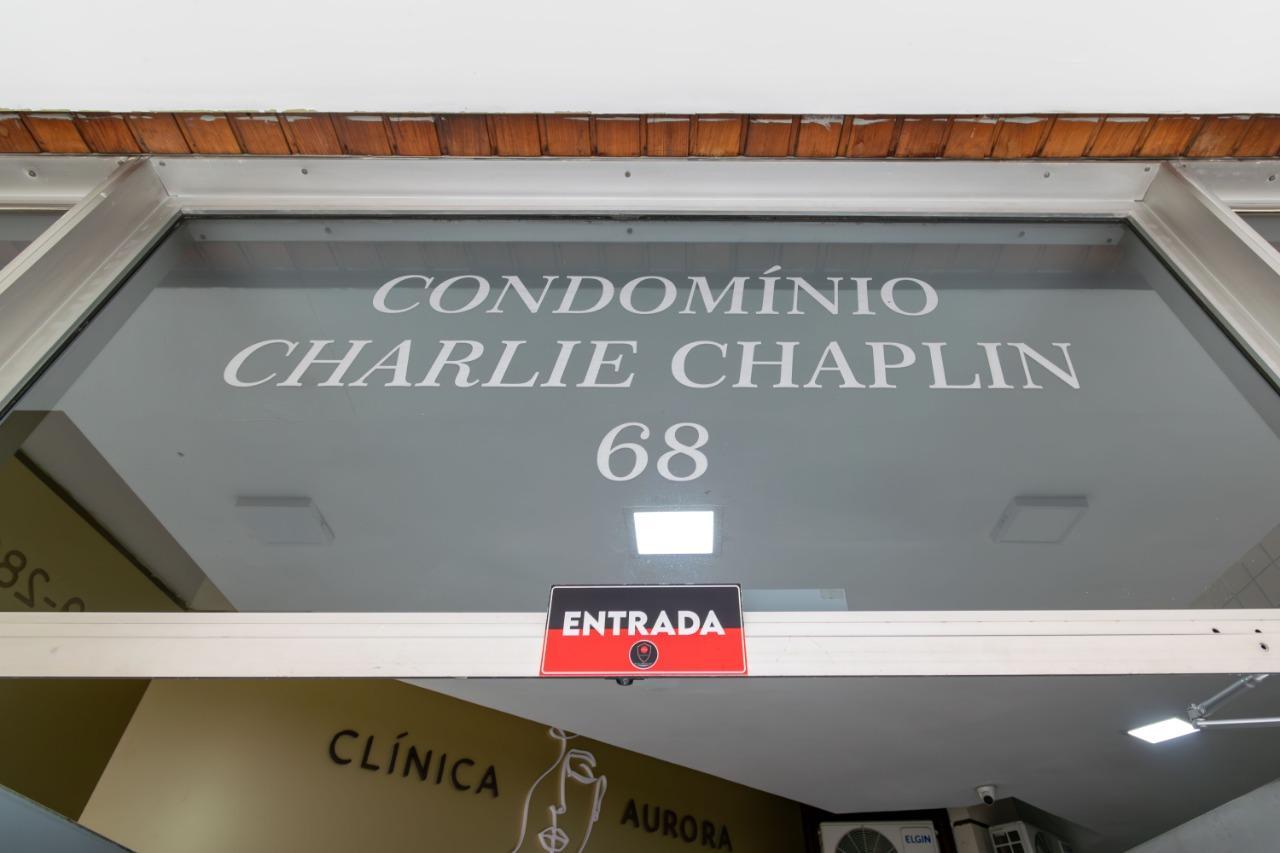 CONDOMÍNIO
CHARLIE CHAPLIN
68
ENTRADA
CLÍNICA
AURORA
ELGIN